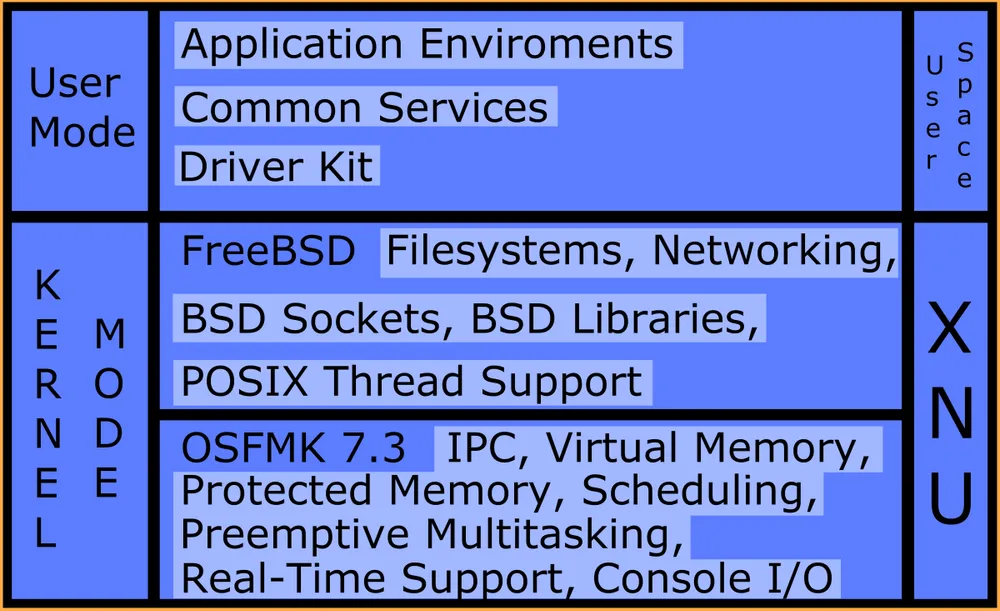 User
Mode
Application Enviroments
Common Services
Driver Kit
User
Space
KERNEL
MODE
FreeBSD Filesystems, Networking,
BSD Sockets, BSD Libraries,
POSIX Thread Support
OSFMK 7.3 IPC, Virtual Memory,
Protected Memory, Scheduling,
Preemptive Multitasking,
Real-Time Support, Console I/O
XNU